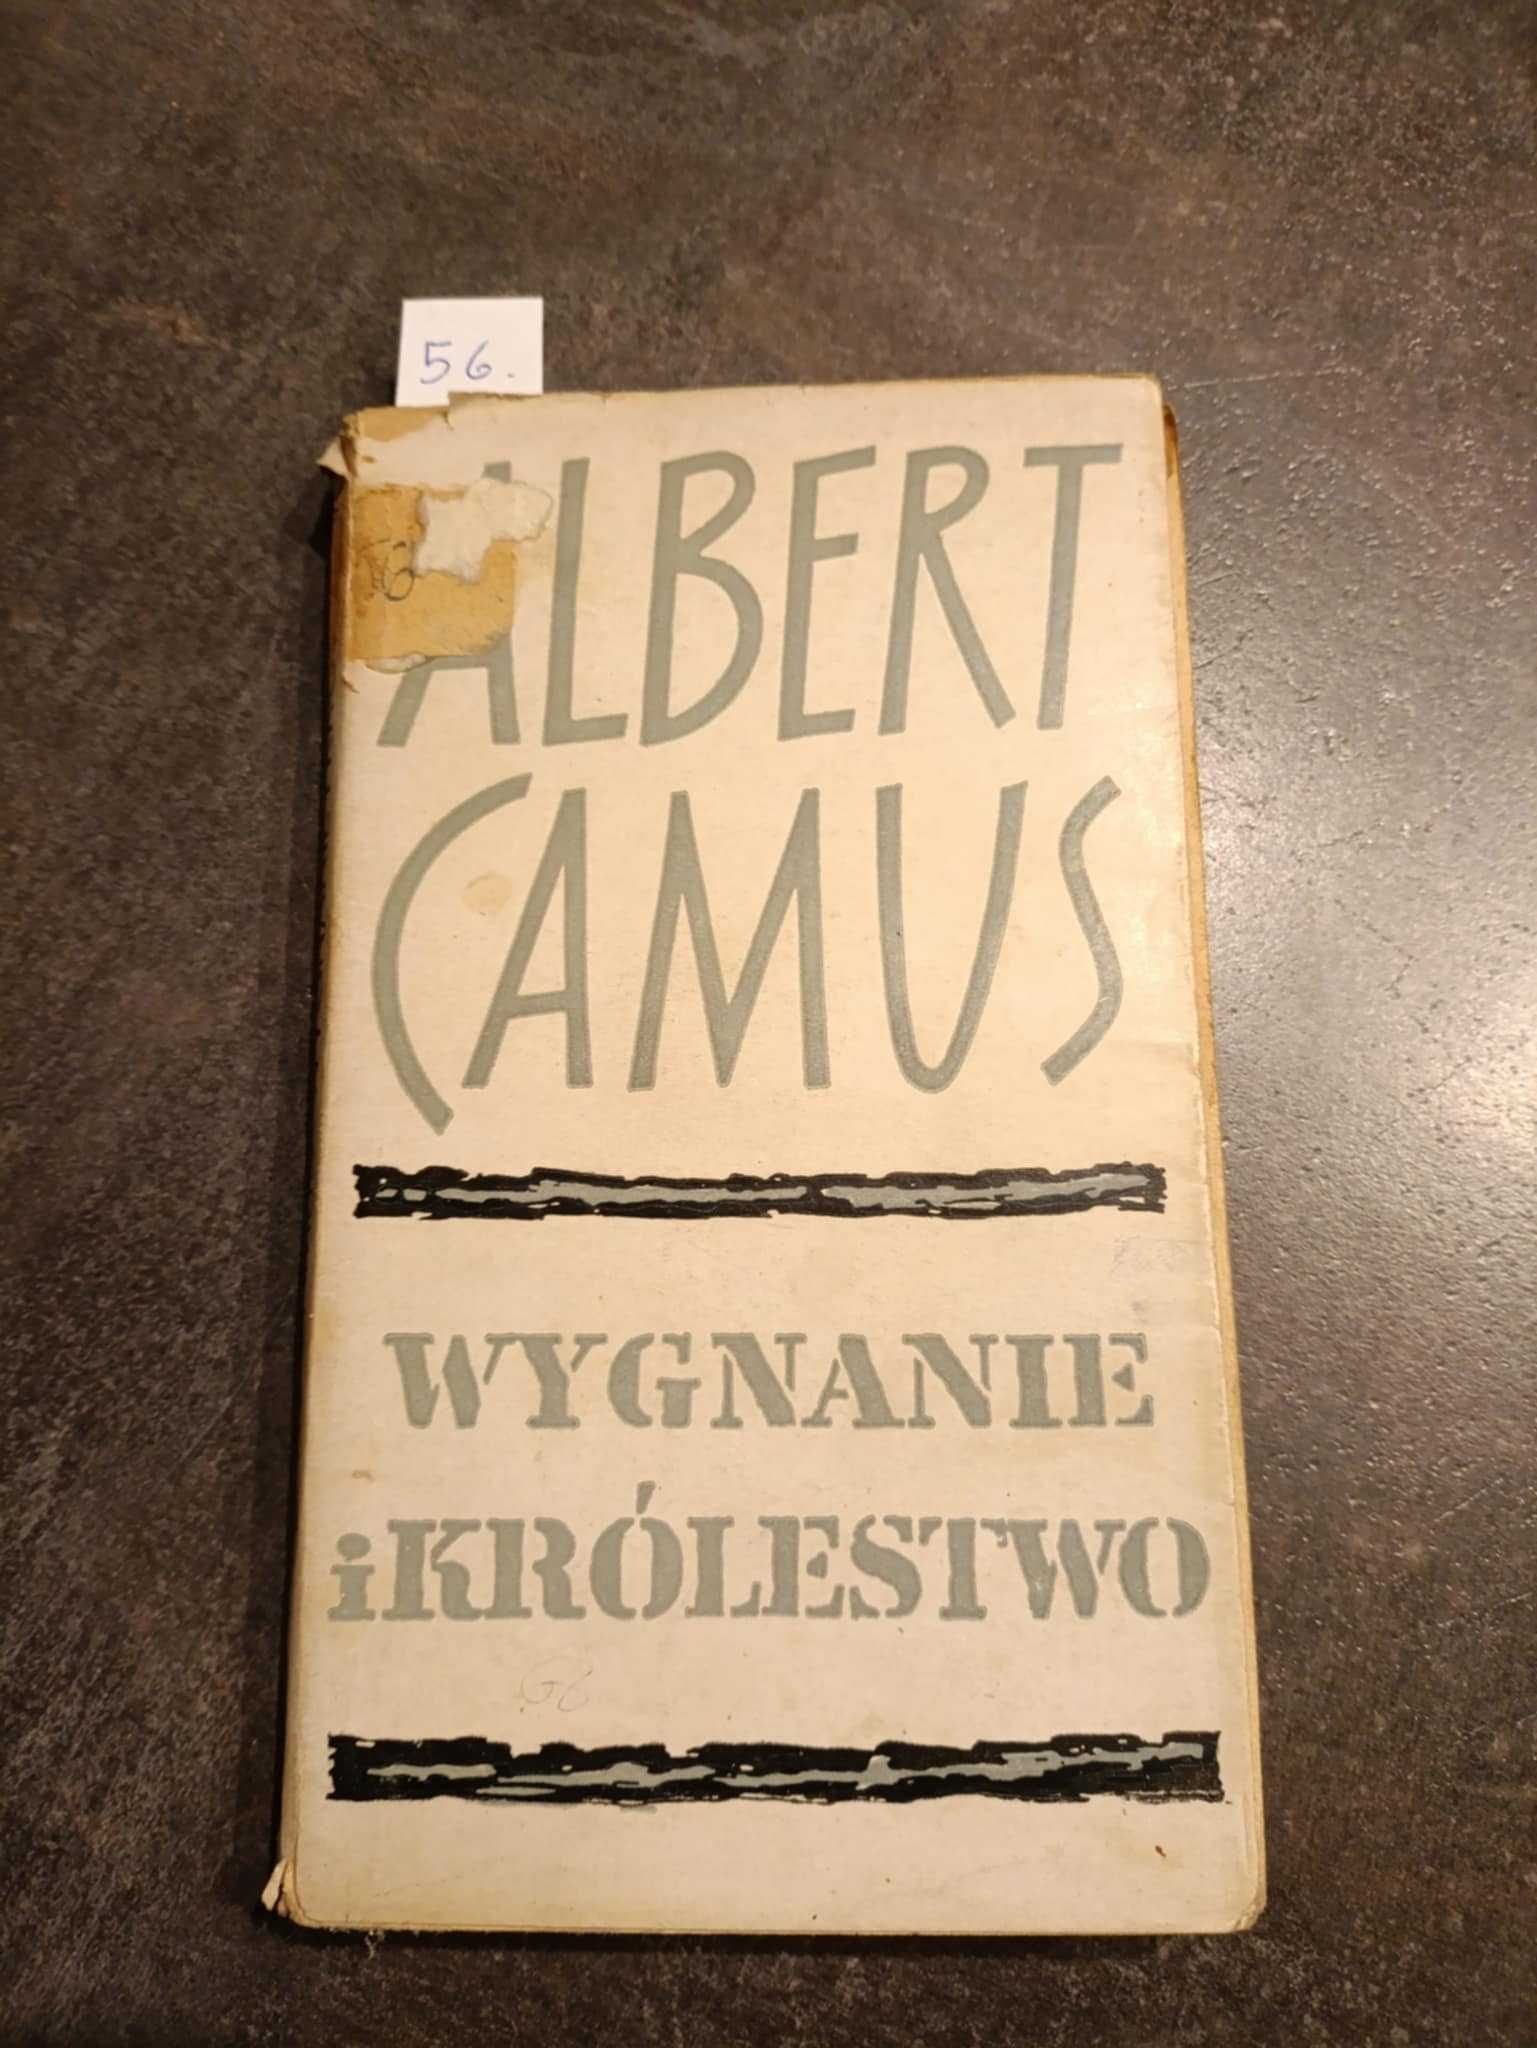 56.
ALBERT
CAMUS
WYGNANIE
i KRÓLESTWO